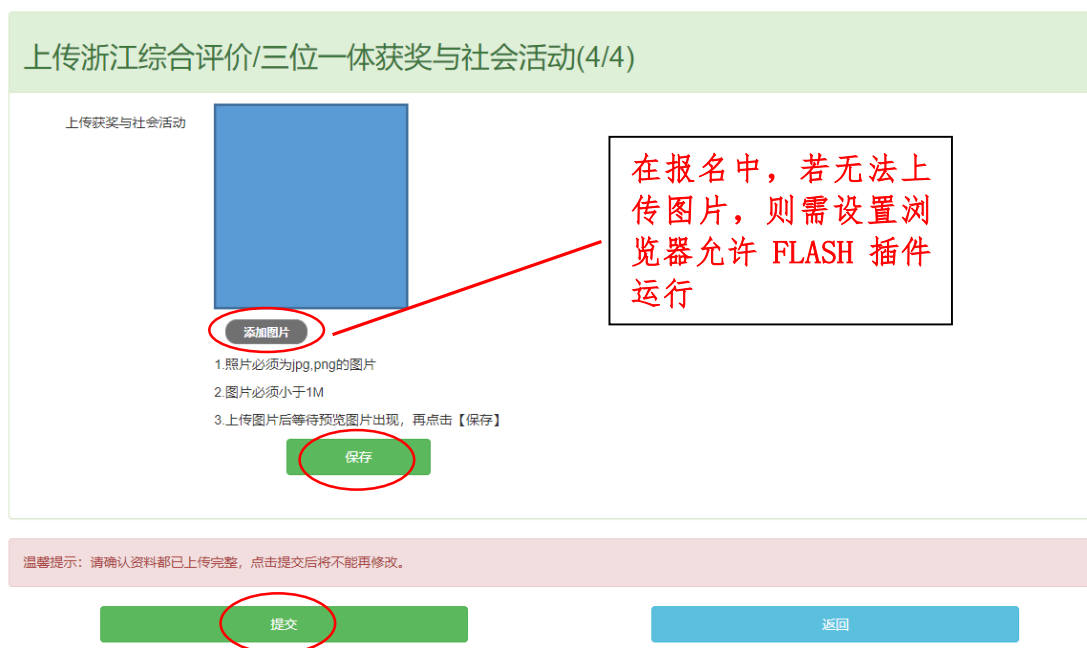 上传浙江综合评价/三位一体获奖与社会活动(4/4)
上传获奖与社会活动
在报名中，若无法上
传图片，则需设置浏
览器允许 FLASH 插件
运行
添加图片
1.照片必须为jpg,png的图片
2.图片必须小于1M
3.上传图片后等待预览图片出现，再点击【保存】
保存
温馨提示：请确认资料都已上传完整，点击提交后将不能再修改。
提交
返回